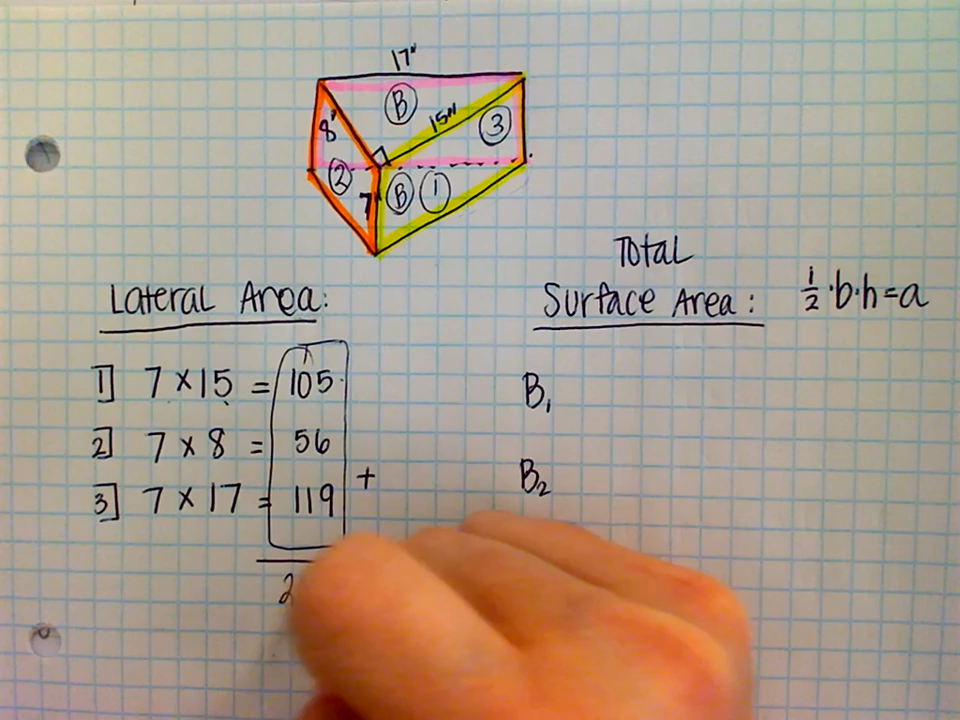 17"
B
8"
15"
3
2
7
B
1
Total
Lateral Area:
Surface Area: ½·b·h=a
1] 7 × 15 = 105
B₁
2] 7 × 8 = 56
B₂
3] 7 × 17 = 119 +
2